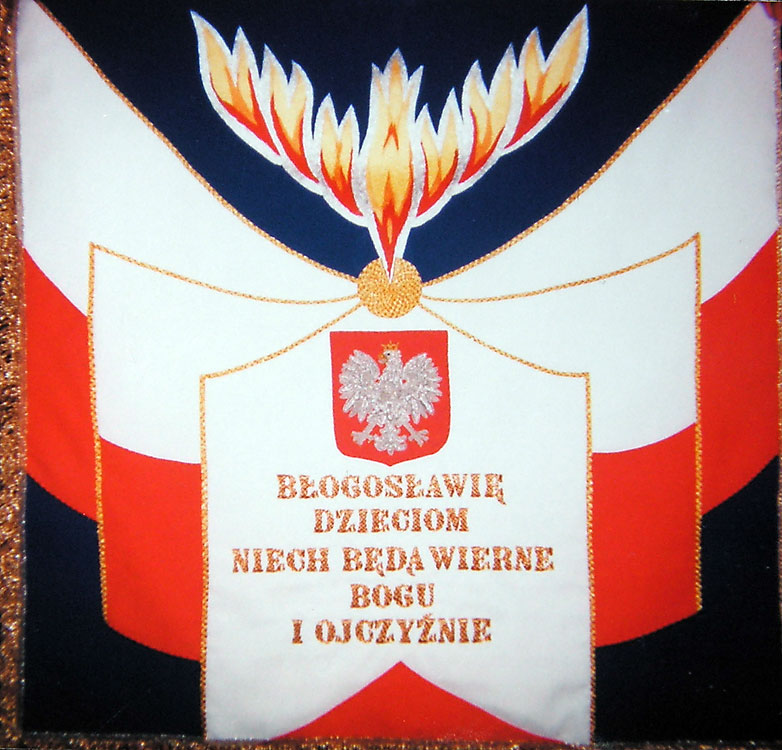 BŁOGOSŁAWIĘ
DZIECIOM
NIECH BĘDĄ WIERNE
BOGU
I OJCZYŹNIE